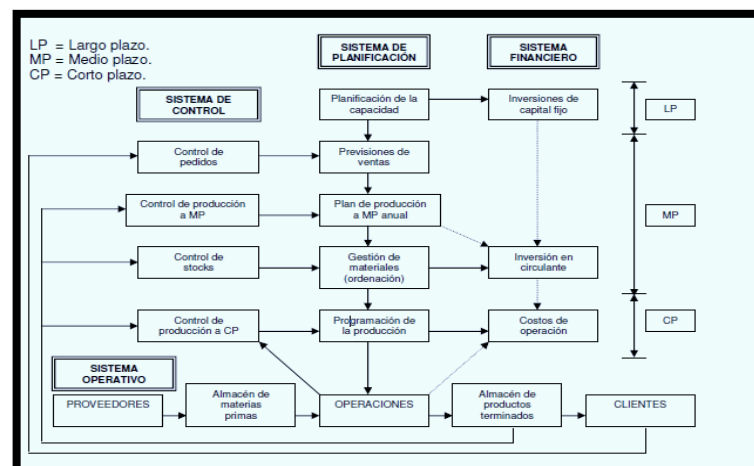 LP = Largo plazo.
MP = Medio plazo.
CP = Corto plazo.
SISTEMA DE
PLANIFICACIÓN
SISTEMA
FINANCIERO
SISTEMA DE
CONTROL
Planificación de la
capacidad
Inversiones de
capital fijo
LP
Control de
pedidos
Previsiones de
ventas
Control de producción
a MP
Plan de producción
a MP anual
MP
Control de
stocks
Gestión de
materiales
(ordenación)
Inversión en
circulante
Control de
producción a CP
Programación de
la producción
Costos de
operación
CP
SISTEMA
OPERATIVO
PROVEEDORES
Almacén de
materias
primas
OPERACIONES
Almacén de
productos
terminados
CLIENTES